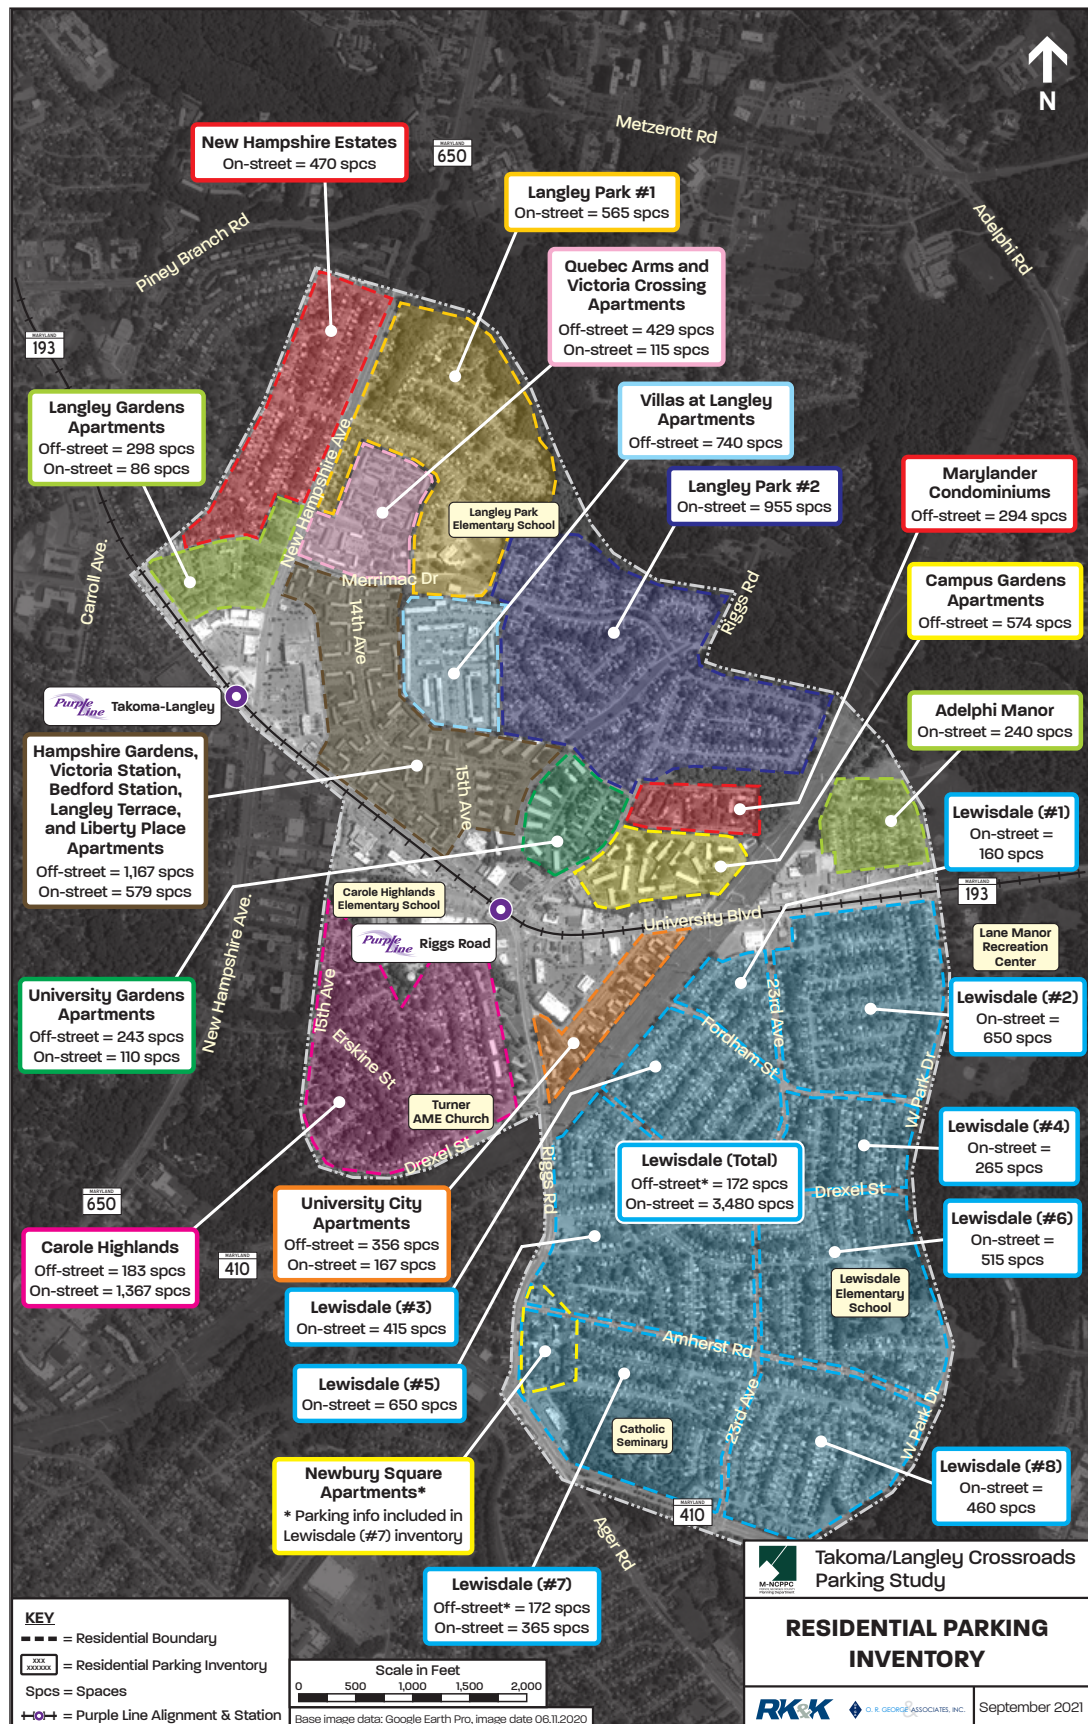 N
Metzerott Rd
MARYLAND
650
New Hampshire Estates
On-street = 470 spcs
Langley Park #1
On-street = 565 spcs
Adelphi Rd
Piney Branch Rd
Quebec Arms and
Victoria Crossing
Apartments
Off-street = 429 spcs
On-street = 115 spcs
MARYLAND
193
Langley Gardens
Apartments
Off-street = 298 spcs
On-street = 86 spcs
Villas at Langley
Apartments
Off-street = 740 spcs
New Hampshire Ave.
Langley Park #2
On-street = 955 spcs
Marylander
Condominiums
Off-street = 294 spcs
Langley Park
Elementary School
Carroll Ave.
Merrimac Dr
Riggs Rd
Campus Gardens
Apartments
Off-street = 574 spcs
14th Ave
Purple
Line
Takoma-Langley
Adelphi Manor
On-street = 240 spcs
Hampshire Gardens,
Victoria Station,
Bedford Station,
Langley Terrace,
and Liberty Place
Apartments
Off-street = 1,167 spcs
On-street = 579 spcs
15th Ave
Lewisdale (#1)
On-street =
160 spcs
Carole Highlands
Elementary School
MARYLAND
193
University Blvd
New Hampshire Ave.
Purple
Line
Riggs Road
Lane Manor
Recreation
Center
University Gardens
Apartments
Off-street = 243 spcs
On-street = 110 spcs
15th Ave
23rd Ave
Lewisdale (#2)
On-street =
650 spcs
Erskine St
Fordham St
W Park Dr
Turner
AME Church
Lewisdale (#4)
On-street =
265 spcs
Drexel St
Riggs Rd
Lewisdale (Total)
Off-street* = 172 spcs
On-street = 3,480 spcs
Drexel St
MARYLAND
650
University City
Apartments
Off-street = 356 spcs
On-street = 167 spcs
Lewisdale (#6)
On-street =
515 spcs
Carole Highlands
Off-street = 183 spcs
On-street = 1,367 spcs
MARYLAND
410
Lewisdale
Elementary
School
Lewisdale (#3)
On-street = 415 spcs
Amherst Rd
Lewisdale (#5)
On-street = 650 spcs
23rd Ave
W Park Dr
Catholic
Seminary
Newbury Square
Apartments*
* Parking info included in
Lewisdale (#7) inventory
Lewisdale (#8)
On-street =
460 spcs
MARYLAND
410
Ager Rd
Lewisdale (#7)
Off-street* = 172 spcs
On-street = 365 spcs
M-NCPPC
Takoma/Langley Crossroads
Parking Study
RESIDENTIAL PARKING
INVENTORY
KEY
= Residential Boundary
XXX
XXXXXX
= Residential Parking Inventory
Spcs = Spaces
= Purple Line Alignment & Station
Scale in Feet
0 500 1,000 1,500 2,000
Base image data: Google Earth Pro, image date 06.11.2020
RK&K
O. R. GEORGE & ASSOCIATES, INC.
September 2021